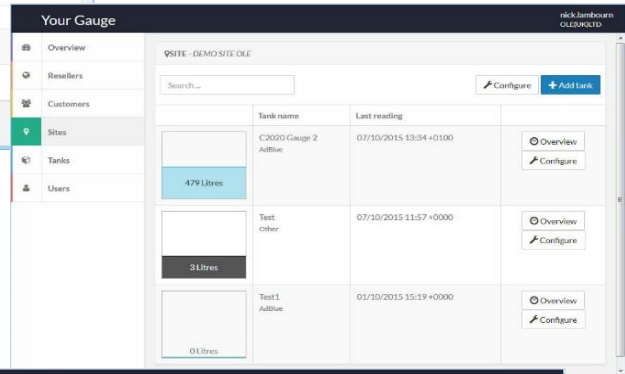 Your Gauge
nick.lambourn
OLE(UK)LTD
Overview
Resellers
Customers
Sites
Tanks
Users
SITE - DEMO SITE OLE
Search...
Configure
Add tank
Tank name
Last reading
479 Litres
C2020 Gauge 2
AdBlue
07/10/2015 13:34 +0100
Overview
Configure
3 Litres
Test
Other
07/10/2015 11:57 +0000
Overview
Configure
0 Litres
Test1
AdBlue
01/10/2015 15:19 +0000
Overview
Configure